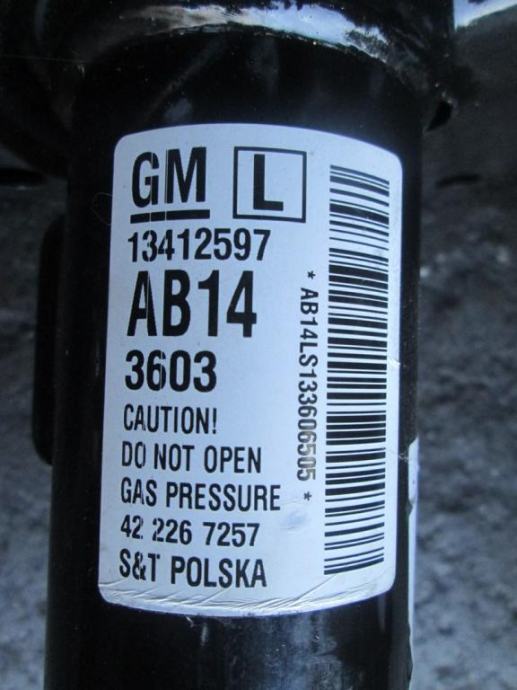 GM L
13412597
AB14
3603
CAUTION!
DO NOT OPEN
GAS PRESSURE
42 226 7257
S&T POLSKA
* AB14LS133606505 *